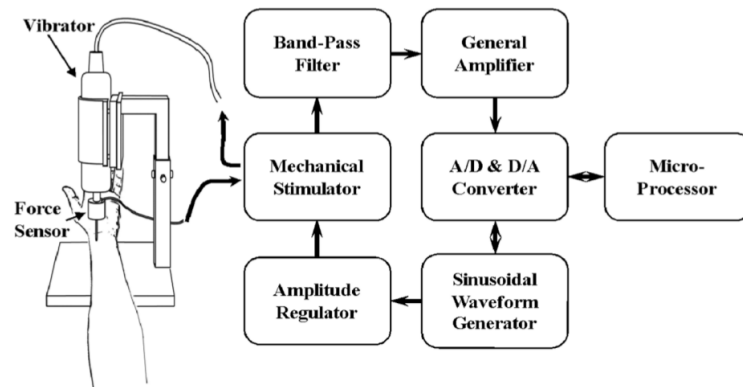 Vibrator
Force
Sensor
Band-Pass
Filter
General
Amplifier
Mechanical
Stimulator
A/D & D/A
Converter
Micro-
Processor
Amplitude
Regulator
Sinusoidal
Waveform
Generator